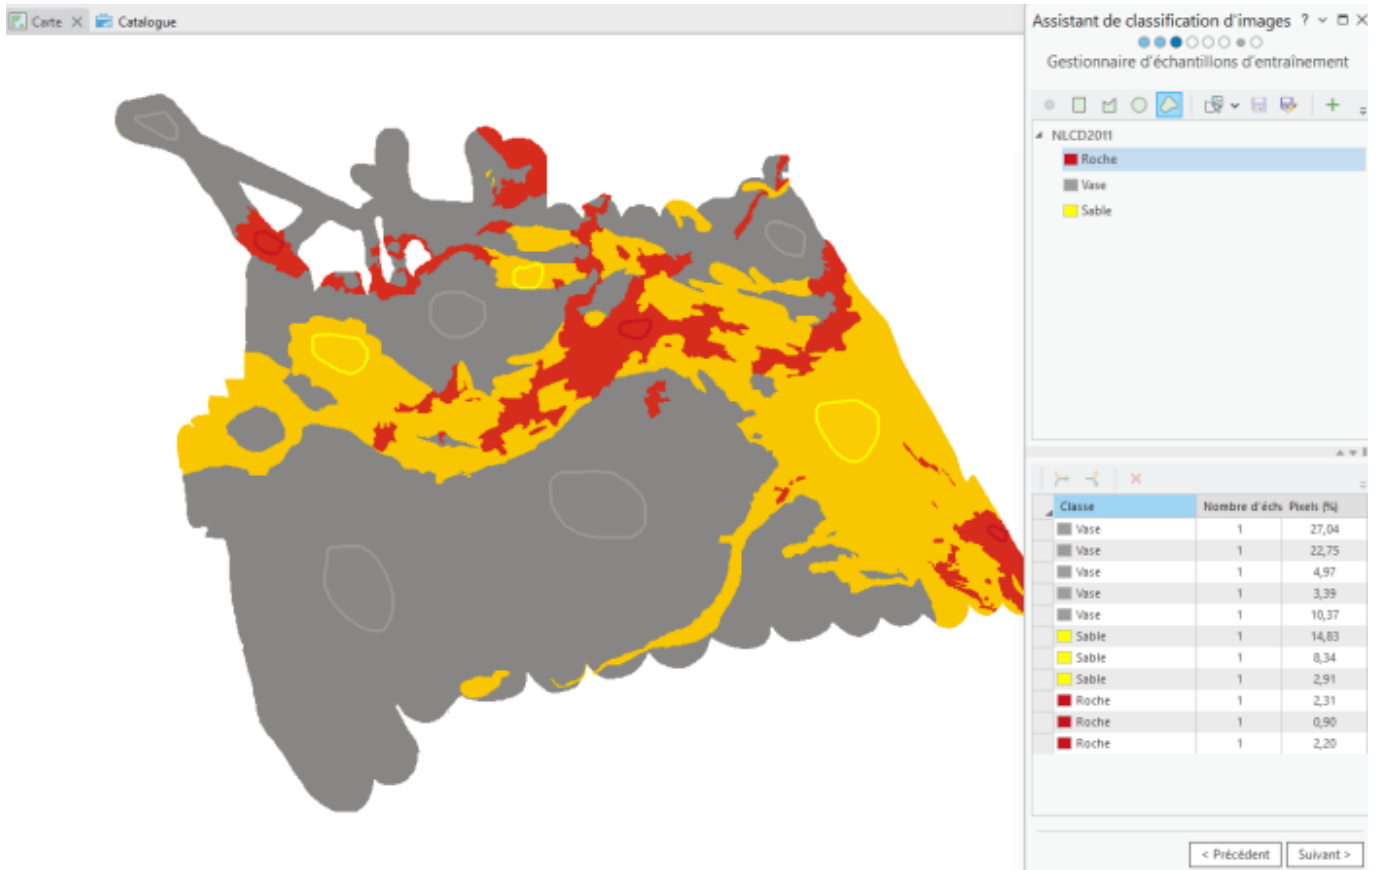 Carte
Catalogue
Assistant de classification d'images
Gestionnaire d'échantillons d'entraînement
NLCD2011
Roche
Vase
Sable
Classe Nombre d'éch. Pixels (%)
Vase 1 27,04
Vase 1 22,75
Vase 1 4,97
Vase 1 3,39
Vase 1 10,37
Sable 1 14,83
Sable 1 8,34
Sable 1 2,91
Roche 1 2,31
Roche 1 0,90
Roche 1 2,20
< Précédent
Suivant >